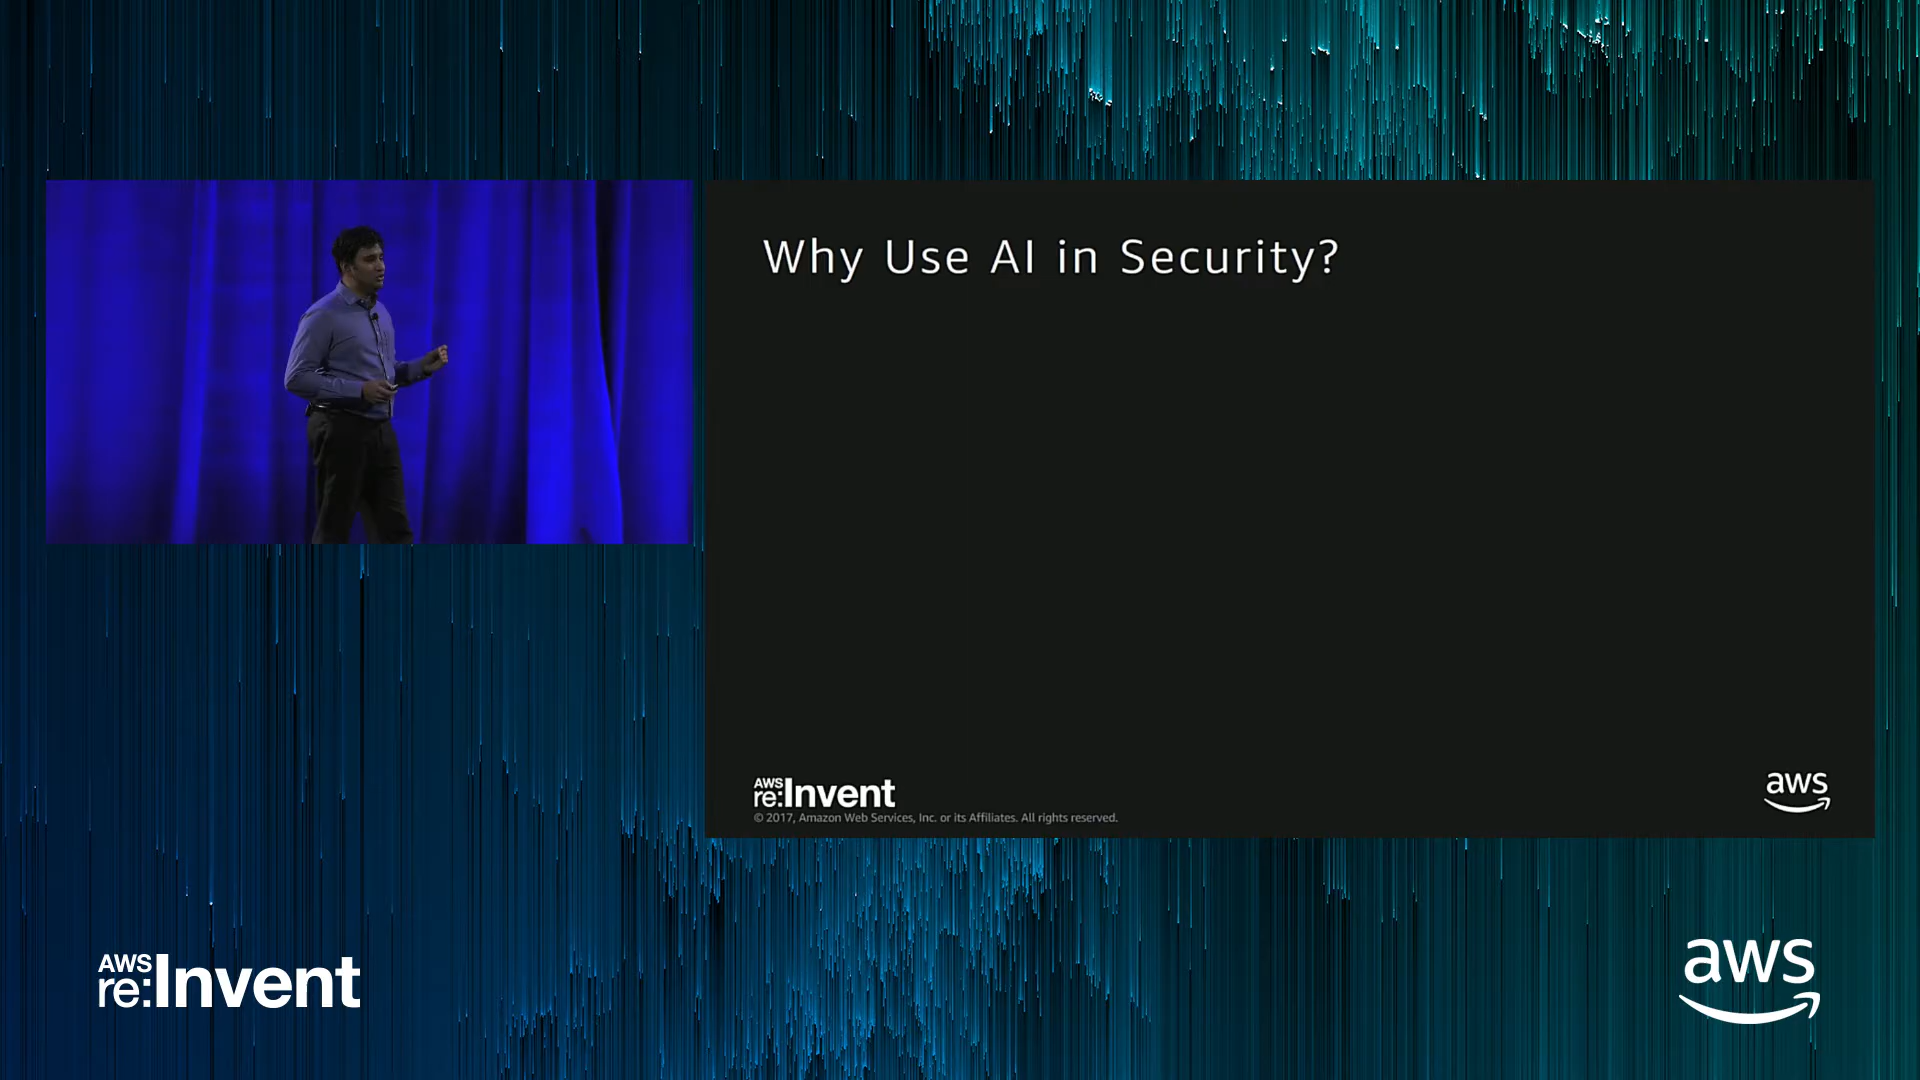 Why Use AI in Security?
AWS
re:Invent
© 2017, Amazon Web Services, Inc. or its Affiliates. All rights reserved.
aws
AWS
re:Invent
aws